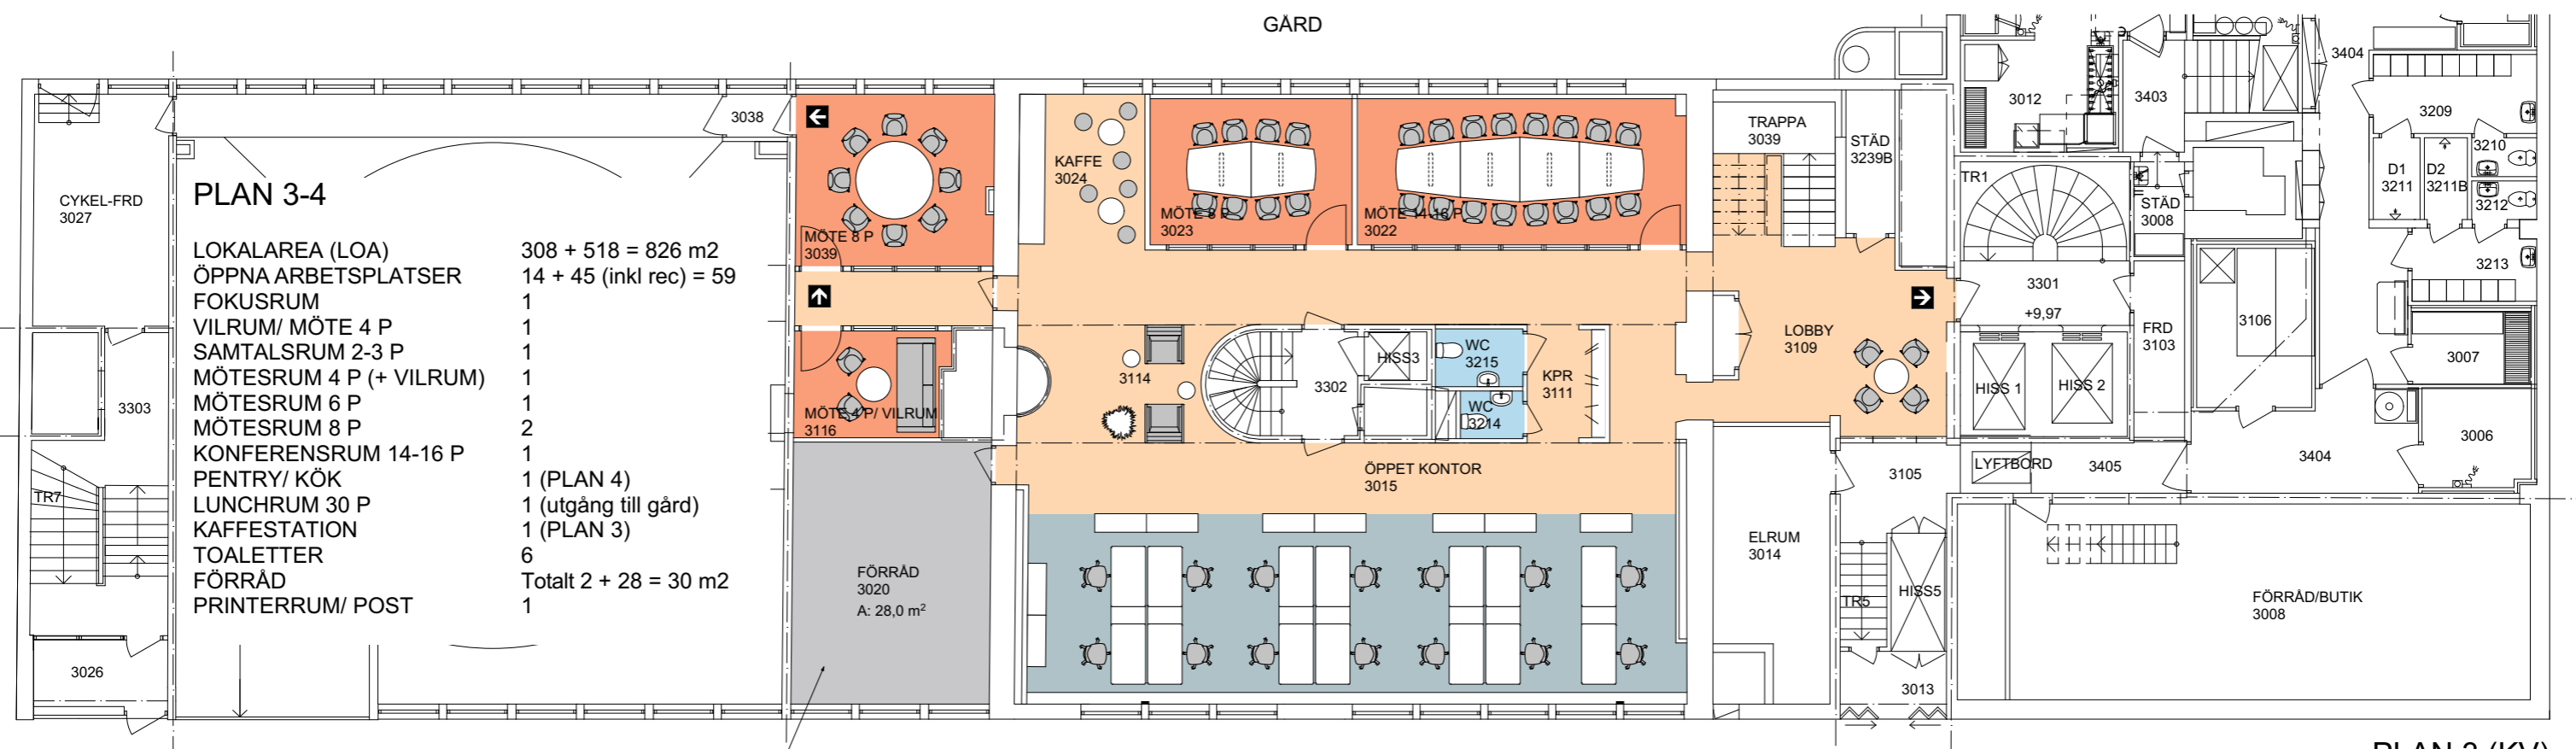 GÅRD
CYKEL-FRD
3027
3303
TR7
3026
PLAN 3-4
LOKALAREA (LOA) 308 + 518 = 826 m2
ÖPPNA ARBETSPLATSER 14 + 45 (inkl rec) = 59
FOKUSRUM 1
VILRUM/ MÖTE 4 P 1
SAMTALSRUM 2-3 P 1
MÖTESRUM 4 P (+ VILRUM) 1
MÖTESRUM 6 P 1
MÖTESRUM 8 P 2
KONFERENSRUM 14-16 P 1
PENTRY/ KÖK 1 (PLAN 4)
LUNCHRUM 30 P 1 (utgång till gård)
KAFFESTATION 1 (PLAN 3)
TOALETTER 6
FÖRRÅD Totalt 2 + 28 = 30 m2
PRINTERRUM/ POST 1
3038
MÖTE 8 P
3039
MÖTE 4 P/ VILRUM
3116
FÖRRÅD
3020
A: 28,0 m²
KAFFE
3024
MÖTE 8 P
3023
MÖTE 14-16 P
3022
3114
3302
HISS3
WC
3215
WC
3214
KPR
3111
ÖPPET KONTOR
3015
TRAPPA
3039
STÄD
3239B
LOBBY
3109
ELRUM
3014
3105
TR5
HISS5
3013
3012
3403
TR1
STÄD
3008
3301
+9,97
FRD
3103
HISS 1
HISS 2
LYFTBORD
3405
3404
3209
3210
D1
3211
D2
3211B
3212
3213
3106
3007
3006
3404
FÖRRÅD/BUTIK
3008
PLAN 3 (KV)